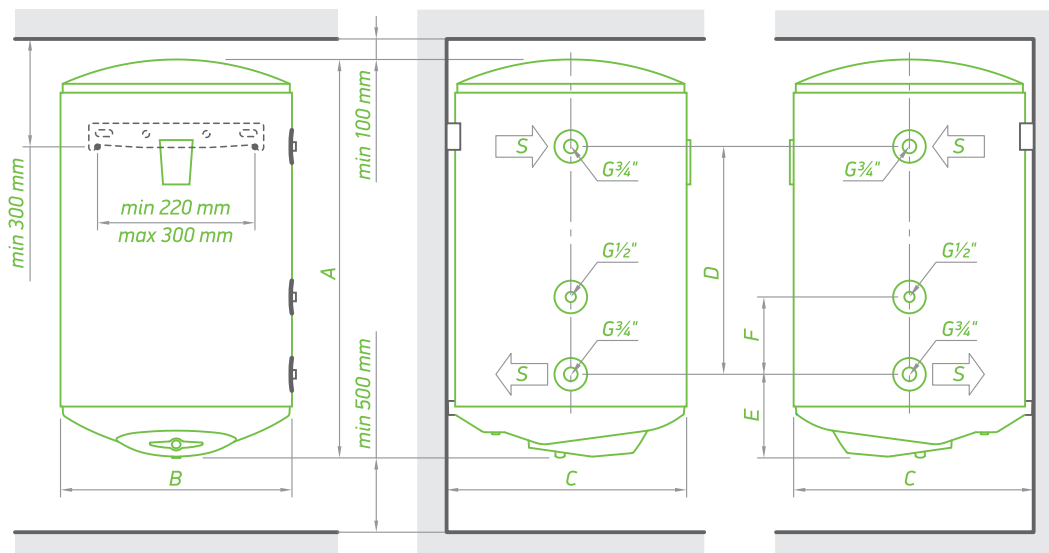 min 300 mm
min 220 mm
max 300 mm
B
A
min 100 mm
min 500 mm
S
G¾"
G½"
G¾"
S
C
D
F
E
S
G¾"
G½"
G¾"
S
C